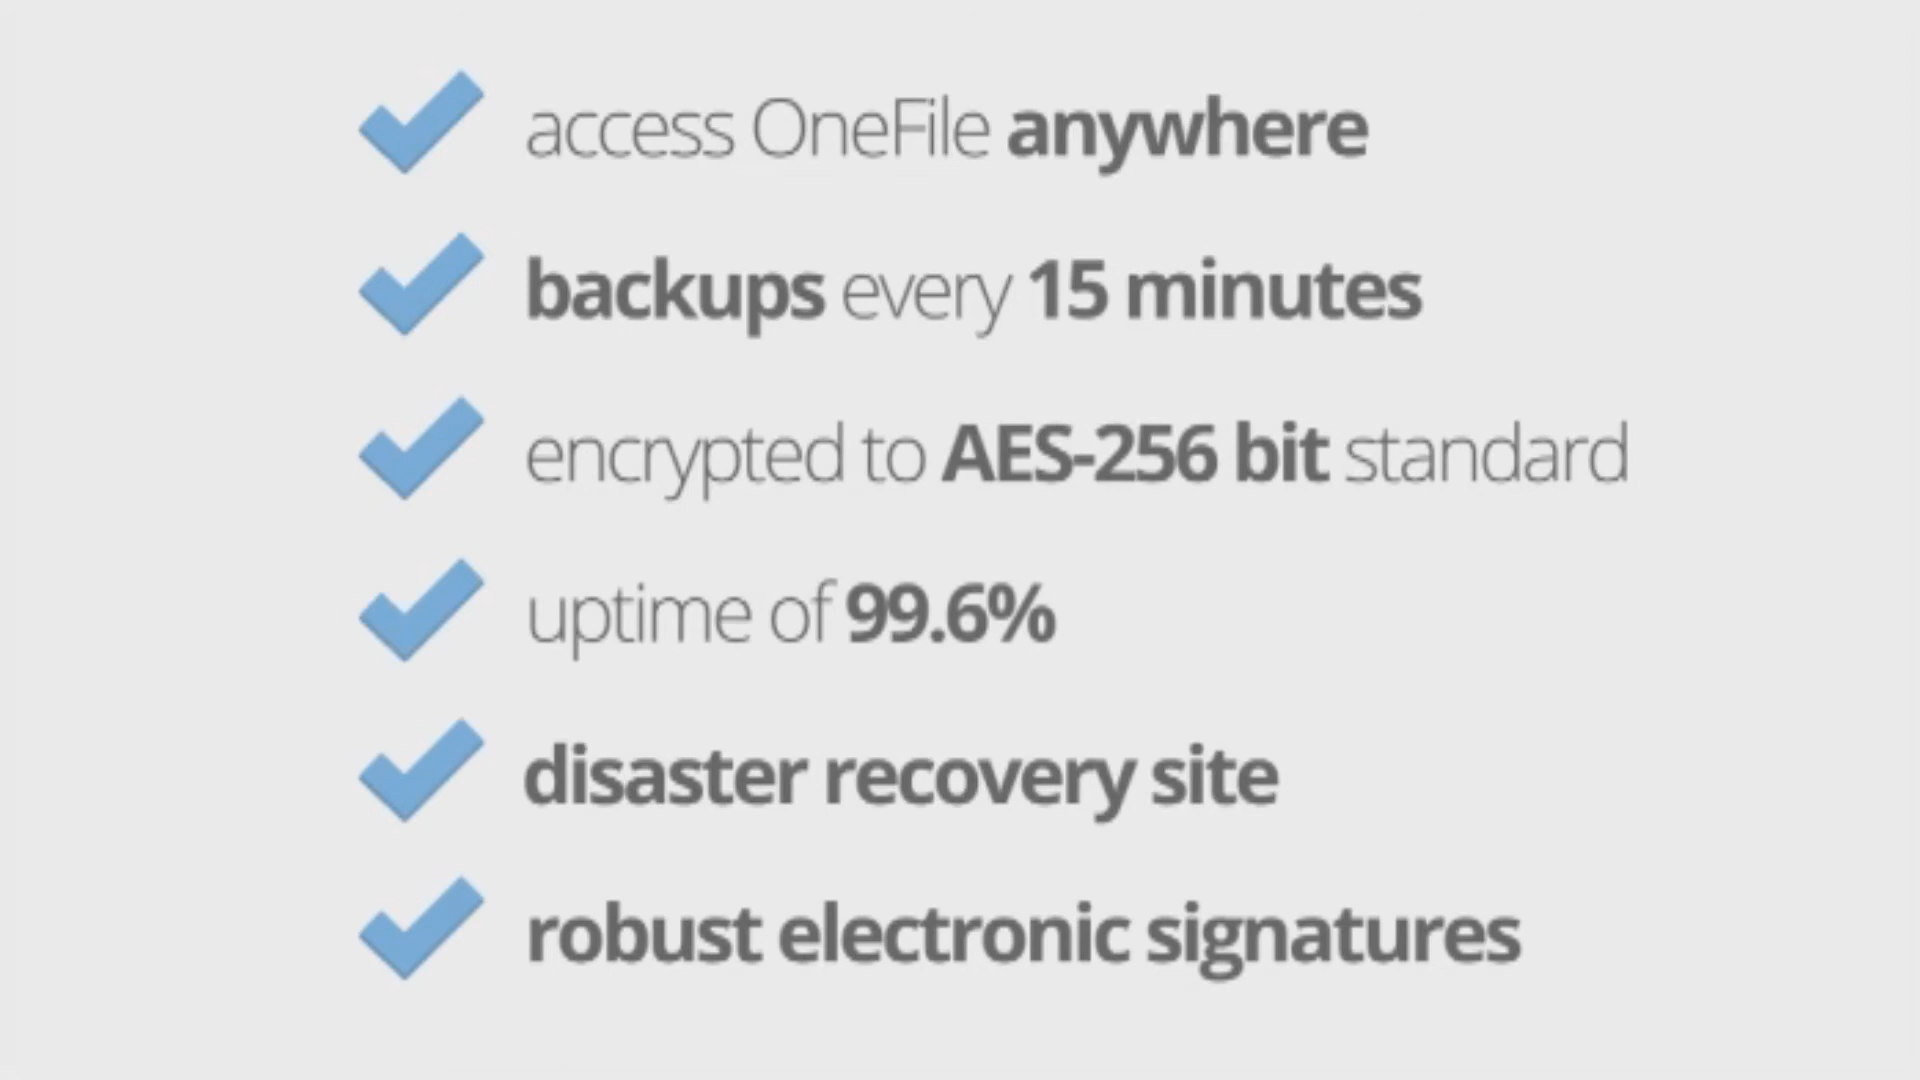 access OneFile anywhere
backups every 15 minutes
encrypted to AES-256 bit standard
uptime of 99.6%
disaster recovery site
robust electronic signatures